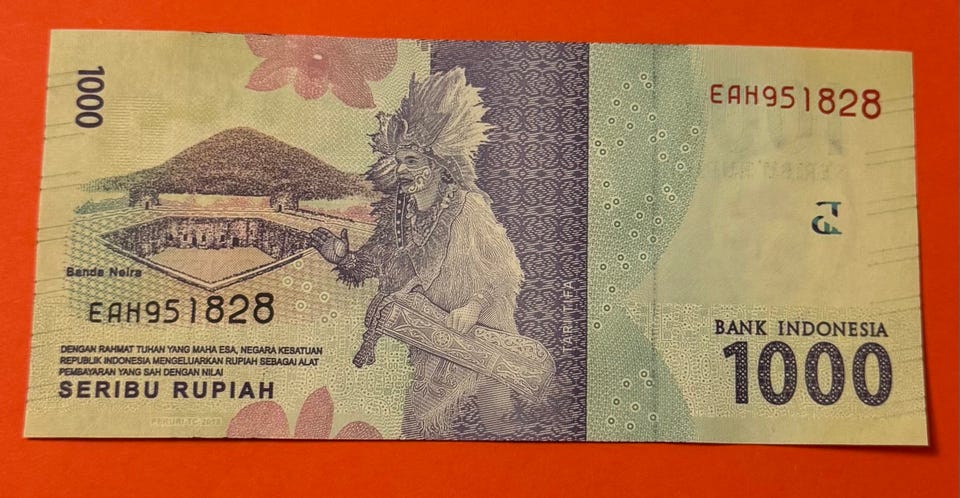 1000
EAH951828
Banda Neira
EAH951828
DENGAN RAHMAT TUHAN YANG MAHA ESA, NEGARA KESATUAN
REPUBLIK INDONESIA MENGELUARKAN RUPIAH SEBAGAI ALAT
PEMBAYARAN YANG SAH DENGAN NILAI
SERIBU RUPIAH
TARI TIFA
BANK INDONESIA
1000